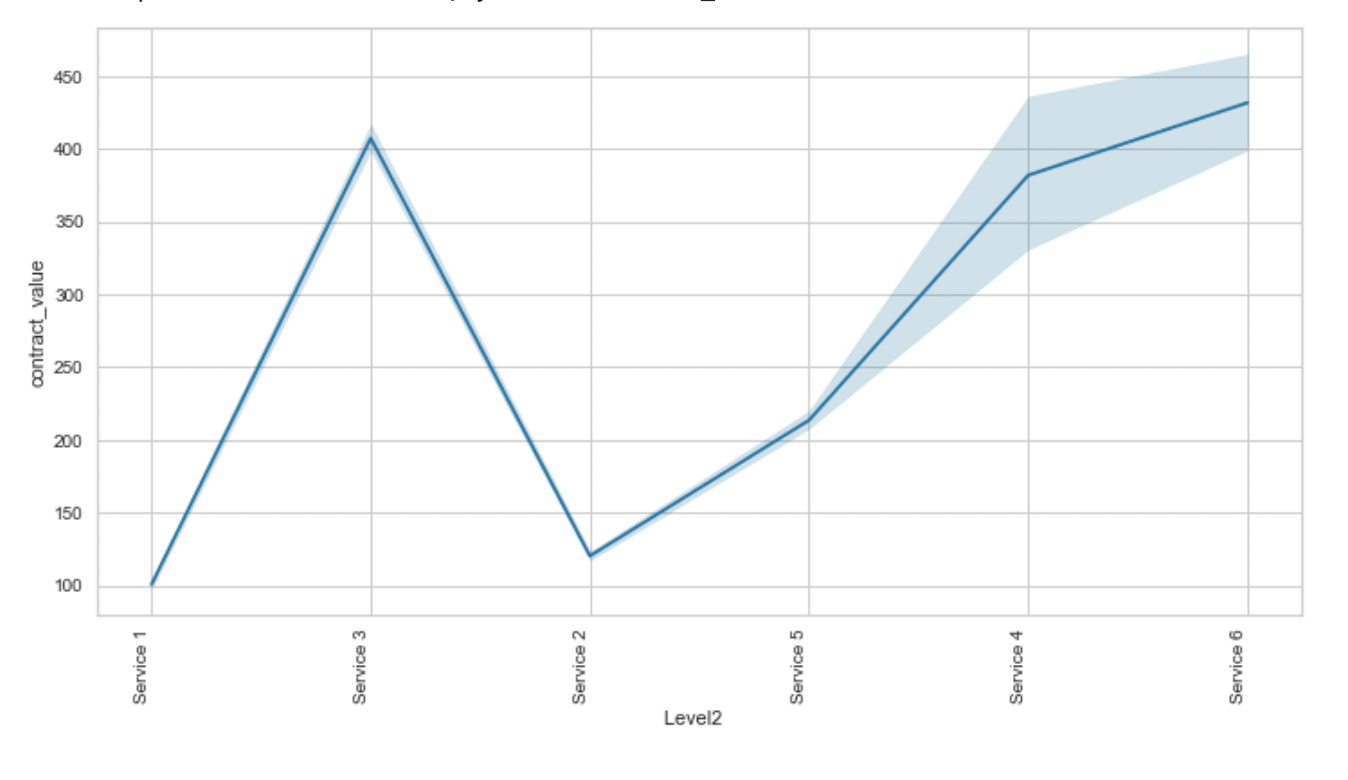 450
400
350
300
250
200
150
100
contract_value
Service 1
Service 3
Service 2
Service 5
Service 4
Service 6
Level2